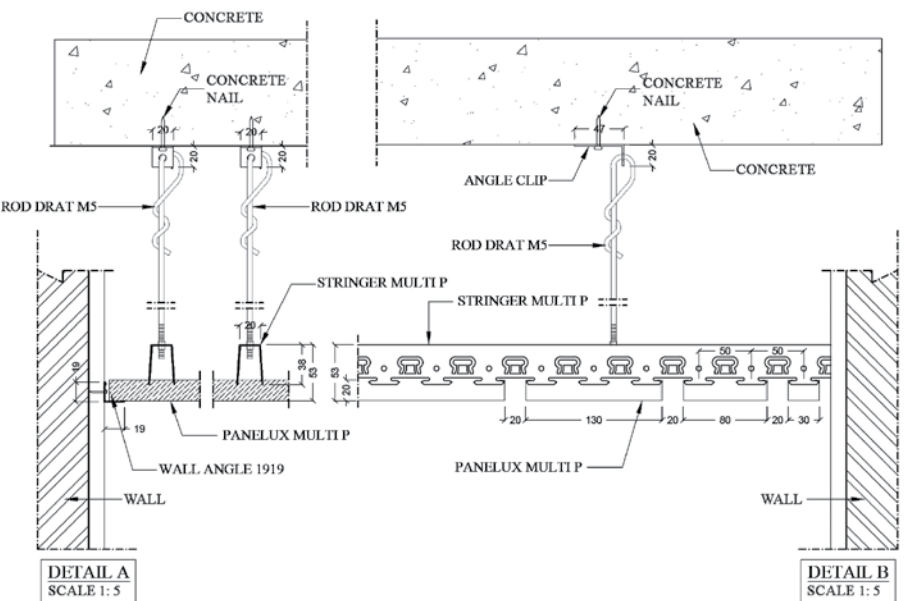 CONCRETE
CONCRETE
NAIL
20
20
20
20
ROD DRAT M5
ROD DRAT M5
STRINGER MULTI P
20
38
53
19
19
PANELUX MULTI P
WALL ANGLE 1919
WALL
DETAIL A
SCALE 1: 5
CONCRETE
NAIL
47
20
ANGLE CLIP
CONCRETE
ROD DRAT M5
STRINGER MULTI P
50
50
53
20
20
130
20
80
20
30
PANELUX MULTI P
WALL
DETAIL B
SCALE 1: 5